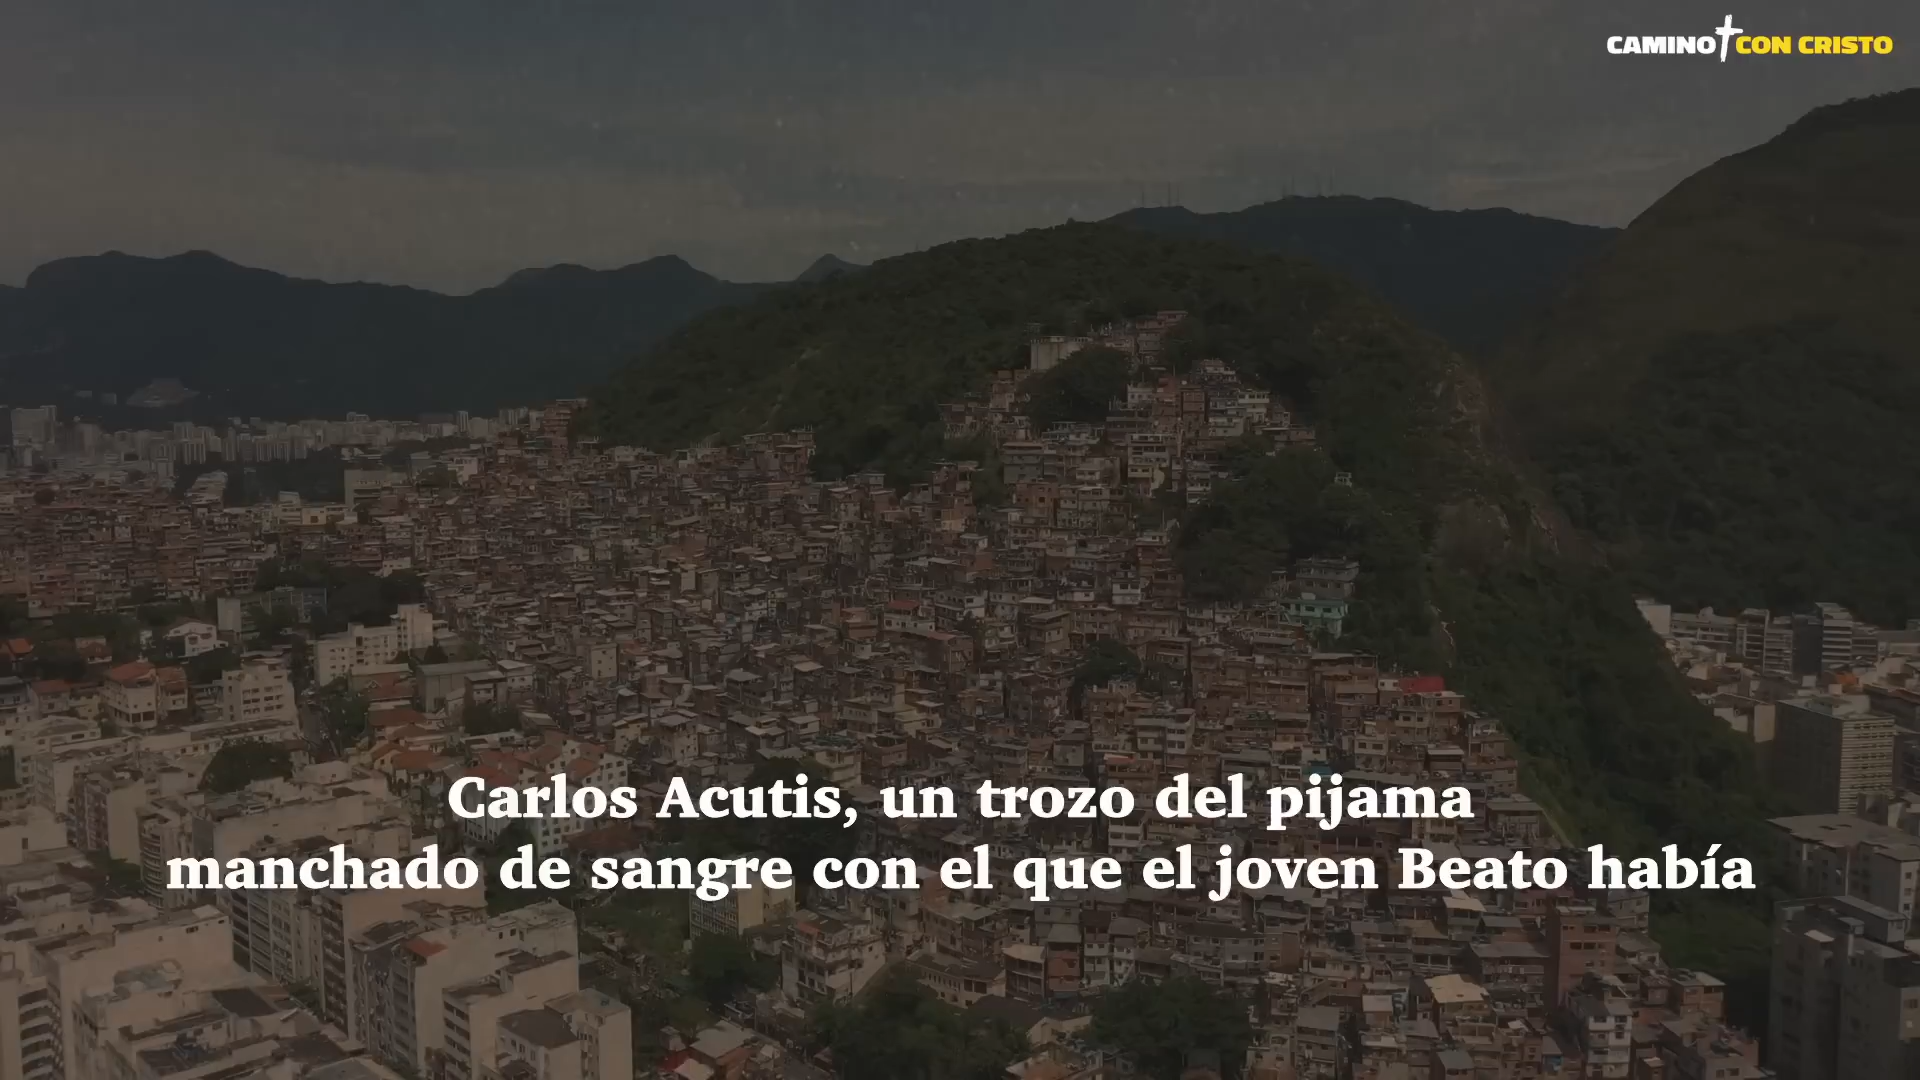 CAMINO CON CRISTO
Carlos Acutis, un trozo del pijama
manchado de sangre con el que el joven Beato había